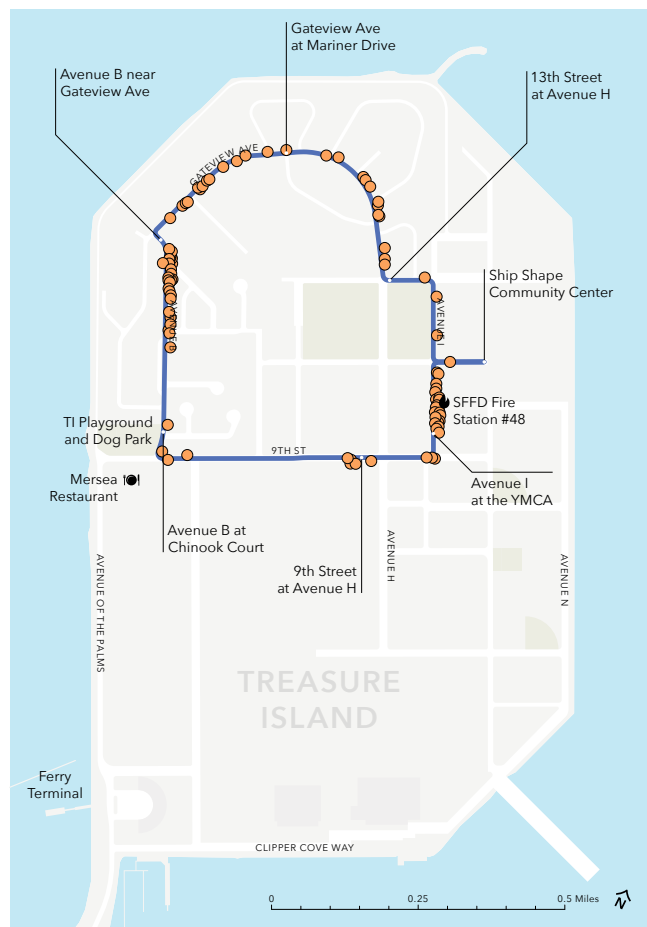 Gateview Ave
at Mariner Drive
Avenue B near
Gateview Ave
13th Street
at Avenue H
GATEVIEW AVE
Ship Shape
Community Center
AVENUE I
AVENUE B
TI Playground
and Dog Park
SFFD Fire
Station #48
9TH ST
Mersea
Restaurant
Avenue I
at the YMCA
Avenue B at
Chinook Court
9th Street
at Avenue H
AVENUE H
AVENUE OF THE PALMS
AVENUE N
TREASURE
ISLAND
Ferry
Terminal
CLIPPER COVE WAY
0 0.25 0.5 Miles
N